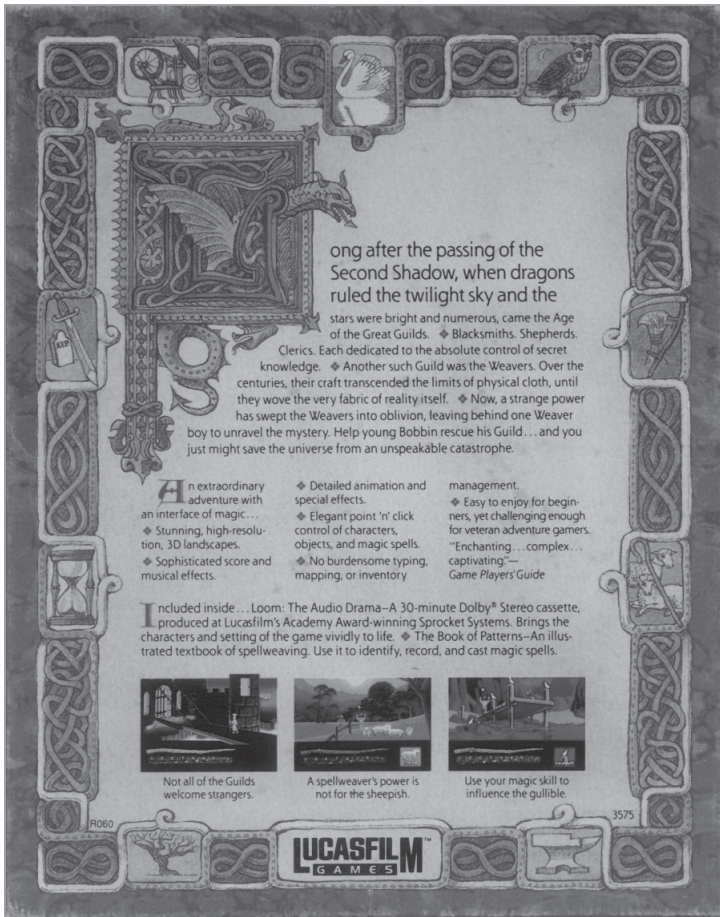 Long after the passing of the
Second Shadow, when dragons
ruled the twilight sky and the
stars were bright and numerous, came the Age
of the Great Guilds. ❖ Blacksmiths. Shepherds.
Clerics. Each dedicated to the absolute control of secret
knowledge. ❖ Another such Guild was the Weavers. Over the
centuries, their craft transcended the limits of physical cloth, until
they wove the very fabric of reality itself. ❖ Now, a strange power
has swept the Weavers into oblivion, leaving behind one Weaver
boy to unravel the mystery. Help young Bobbin rescue his Guild...and you
just might save the universe from an unspeakable catastrophe.
RIP
An extraordinary
adventure with
an interface of magic...
❖ Stunning, high-resolu-
tion, 3D landscapes.
❖ Sophisticated score and
musical effects.
❖ Detailed animation and
special effects.
❖ Elegant point 'n' click
control of characters,
objects, and magic spells.
❖ No burdensome typing,
mapping, or inventory
management.
❖ Easy to enjoy for begin-
ners, yet challenging enough
for veteran adventure gamers.
"Enchanting...complex...
captivating."—
Game Players' Guide
Included inside...Loom: The Audio Drama–A 30-minute Dolby® Stereo cassette,
produced at Lucasfilm's Academy Award-winning Sprocket Systems. Brings the
characters and setting of the game vividly to life. ❖ The Book of Patterns–An illus-
trated textbook of spellweaving. Use it to identify, record, and cast magic spells.
Not all of the Guilds
welcome strangers.
A spellweaver's power is
not for the sheepish.
Use your magic skill to
influence the gullible.
R060
3575
LUCASFILM™
GAMES